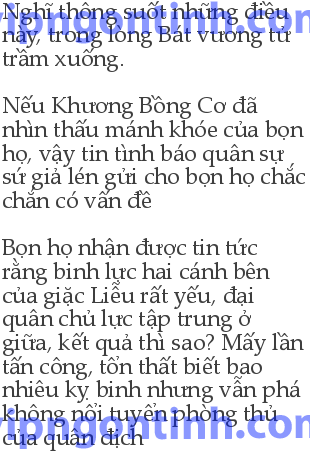 Nghĩ thông suốt những điều
này, trong lòng Bát vương tử
trầm xuống.
Nếu Khương Bồng Cơ đã
nhìn thấu mánh khóe của bọn
họ, vậy tin tình báo quân sự
sứ giả lén gửi cho bọn họ chắc
chắn có vấn đề
Bọn họ nhận được tin tức
rằng binh lực hai cánh bên
của giặc Liễu rất yếu, đại
quân chủ lực tập trung ở
giữa, kết quả thì sao? Mấy lần
tấn công, tổn thất biết bao
nhiêu kỵ binh nhưng vẫn phá
không nổi tuyến phòng thủ
của quân địch
vipngontinh.com
vipngontinh.com